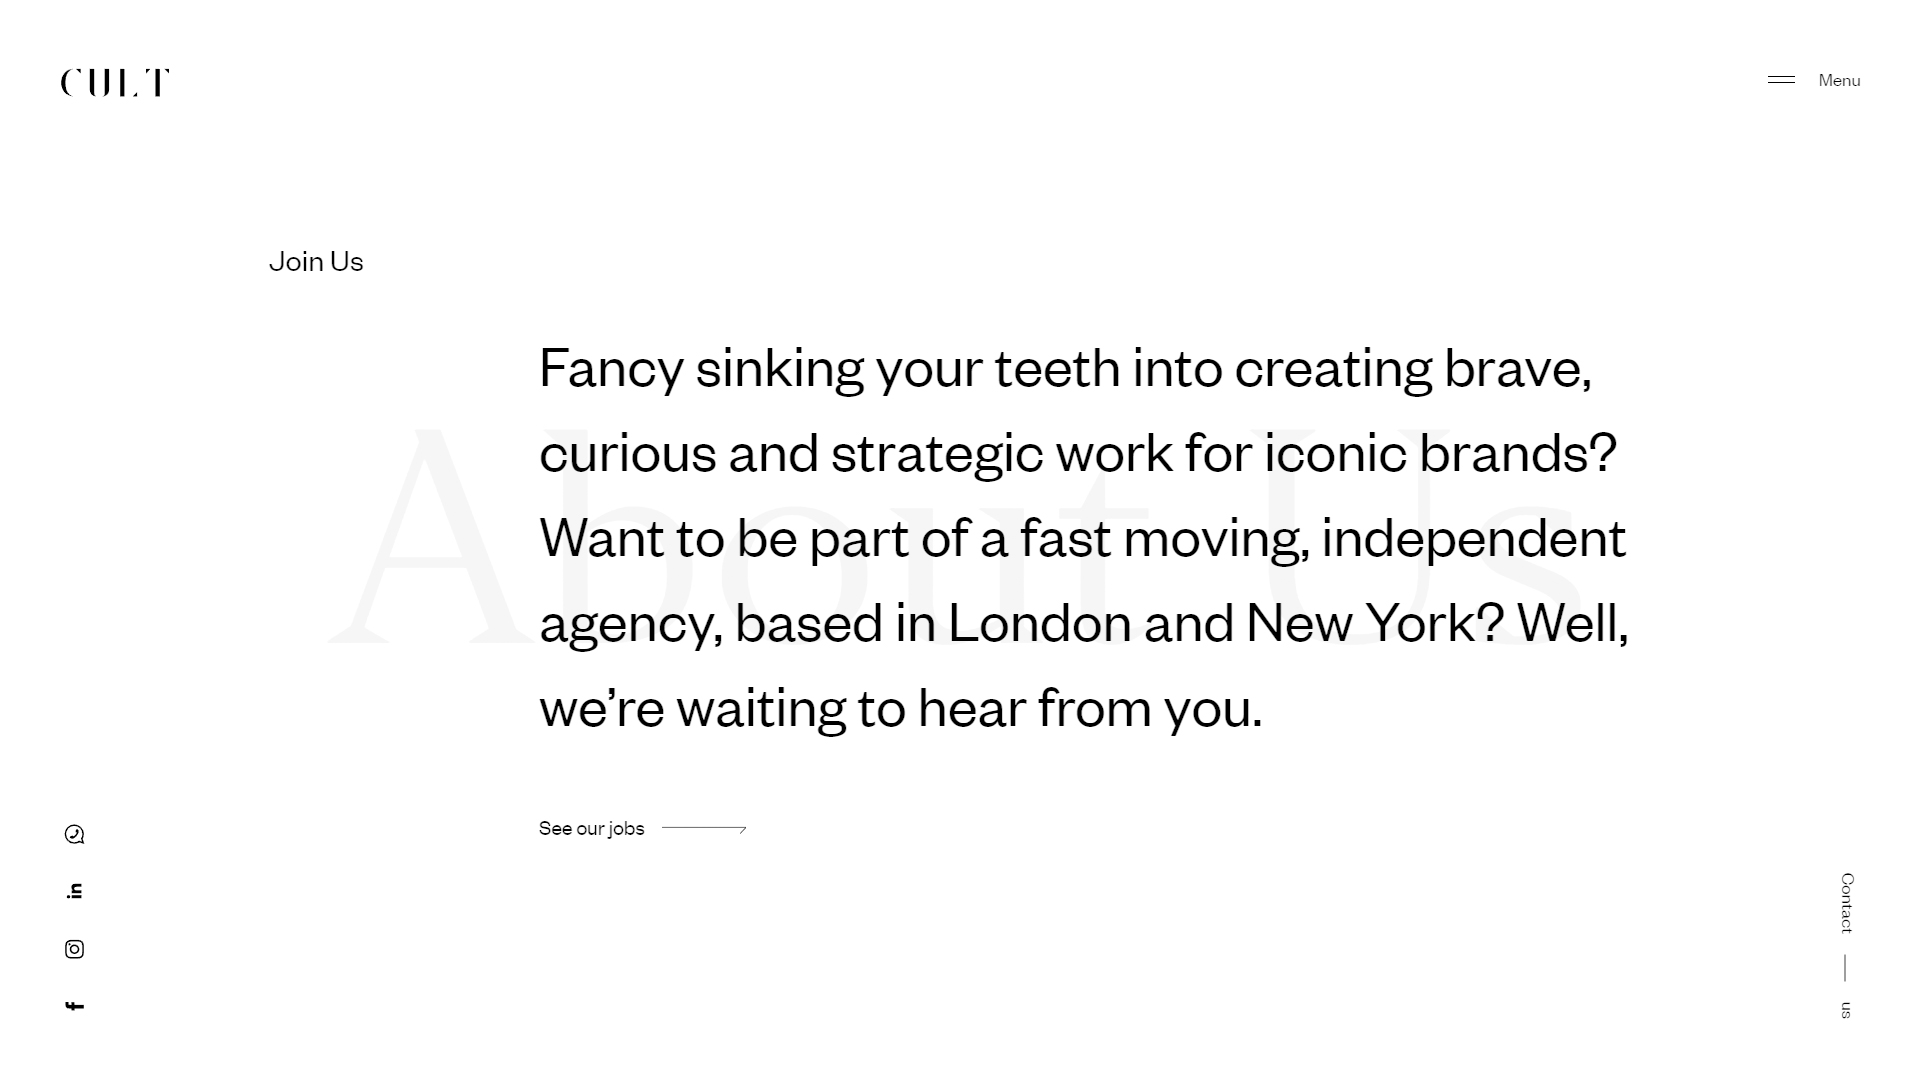 CULT
Menu
Join Us
About Us
Fancy sinking your teeth into creating brave,
curious and strategic work for iconic brands?
Want to be part of a fast moving, independent
agency, based in London and New York? Well,
we’re waiting to hear from you.
See our jobs
in
f
Contact — us